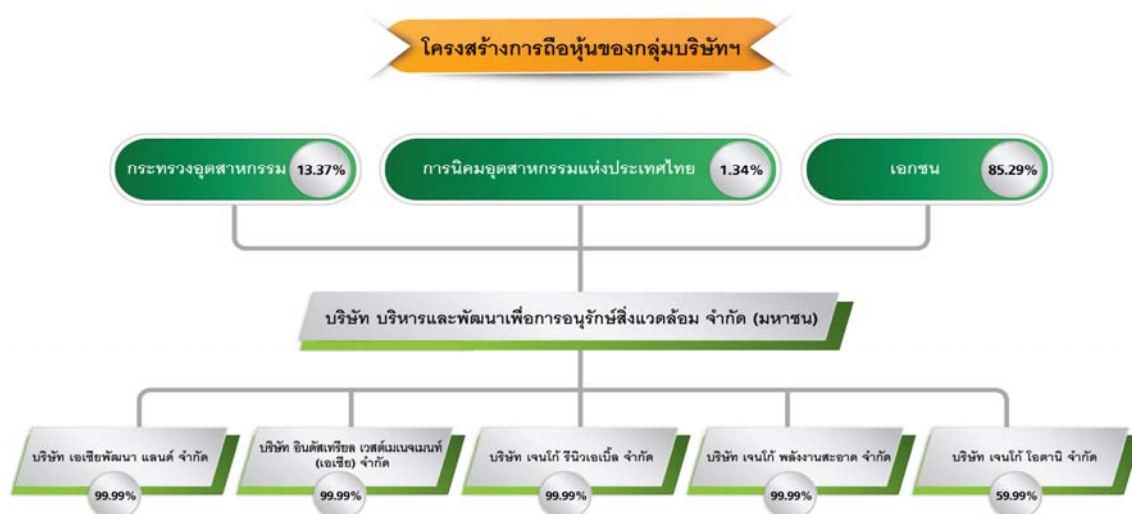 โครงสร้างการถือหุ้นของกลุ่มบริษัทฯ
กระทรวงอุตสาหกรรม 13.37%
การนิคมอุตสาหกรรมแห่งประเทศไทย 1.34%
เอกชน 85.29%
บริษัท บริหารและพัฒนาเพื่อการอนุรักษ์สิ่งแวดล้อม จำกัด (มหาชน)
บริษัท เอเซียพัฒนา แลนด์ จำกัด
99.99%
บริษัท อินดัสเทรียล เวสต์เมเนจเมนท์
(เอเซีย) จำกัด
99.99%
บริษัท เจนโก้ รีนิวเอเบิ้ล จำกัด
99.99%
บริษัท เจนโก้ พลังงานสะอาด จำกัด
99.99%
บริษัท เจนโก้ โอตานิ จำกัด
59.99%